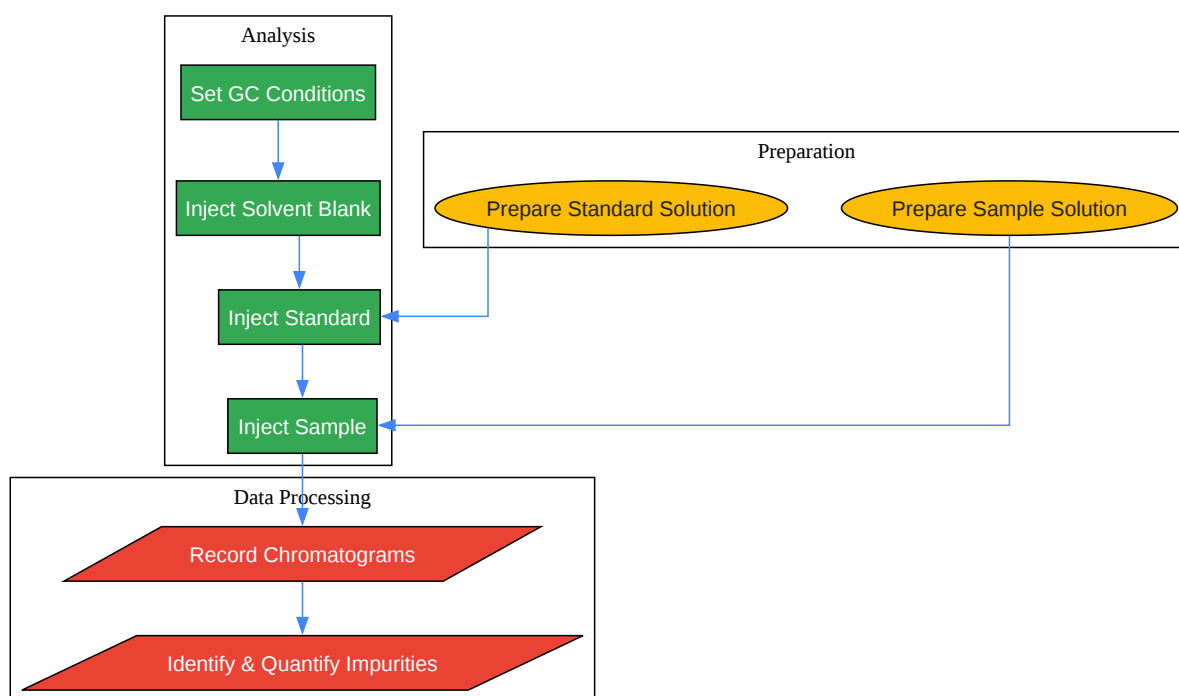 Analysis
Set GC Conditions
Preparation
Inject Solvent Blank
Prepare Standard Solution
Prepare Sample Solution
Inject Standard
Inject Sample
Data Processing
Record Chromatograms
Identify & Quantify Impurities